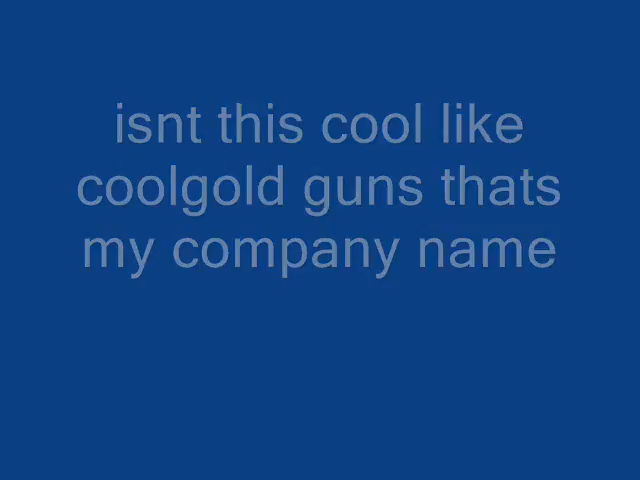 isnt this cool like
coolgold guns thats
my company name